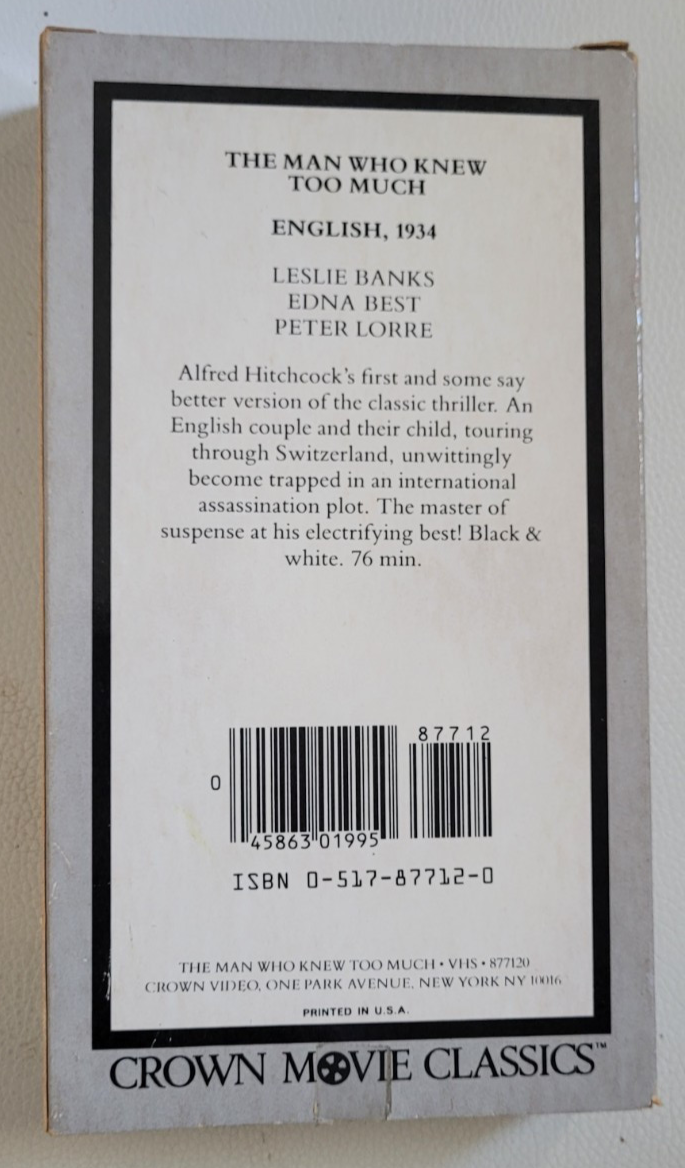 THE MAN WHO KNEW
TOO MUCH
ENGLISH, 1934
LESLIE BANKS
EDNA BEST
PETER LORRE
Alfred Hitchcock's first and some say
better version of the classic thriller. An
English couple and their child, touring
through Switzerland, unwittingly
become trapped in an international
assassination plot. The master of
suspense at his electrifying best! Black &
white. 76 min.
87712
0
45863 01995
ISBN 0-517-87712-0
THE MAN WHO KNEW TOO MUCH • VHS • 877120
CROWN VIDEO, ONE PARK AVENUE, NEW YORK NY 10016
PRINTED IN U.S.A.
CROWN MOVIE CLASSICS™